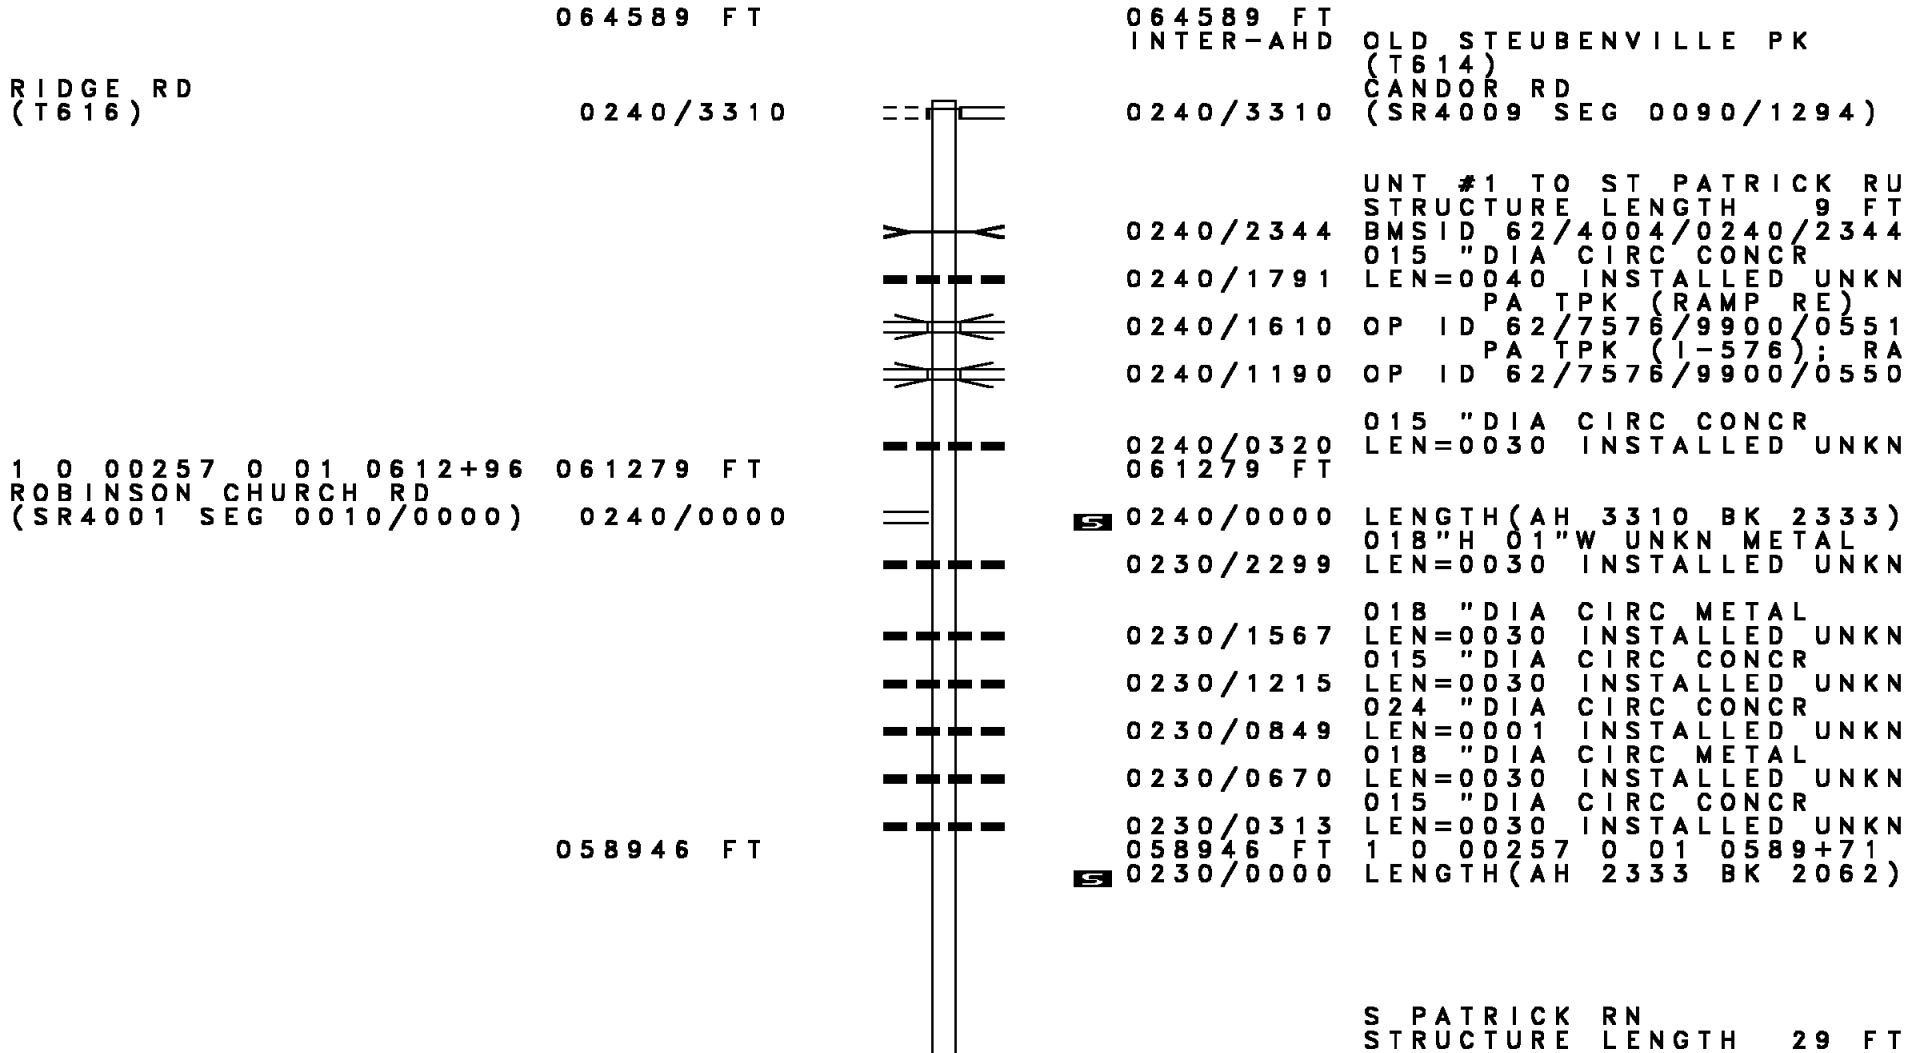 064589 FT 064589 FT
INTER-AHD OLD STEUBENVILLE PK
(T614)
RIDGE RD CANDOR RD
(T616) 0240/3310 0240/3310 (SR4009 SEG 0090/1294)
UNT #1 TO ST PATRICK RU
STRUCTURE LENGTH 9 FT
0240/2344 BMSID 62/4004/0240/2344
015 "DIA CIRC CONCR
0240/1791 LEN=0040 INSTALLED UNKN
PA TPK (RAMP RE)
0240/1610 OP ID 62/7576/9900/0551
PA TPK (I-576); RA
0240/1190 OP ID 62/7576/9900/0550
015 "DIA CIRC CONCR
0240/0320 LEN=0030 INSTALLED UNKN
1 0 00257 0 01 0612+96 061279 FT 061279 FT
ROBINSON CHURCH RD
(SR4001 SEG 0010/0000) 0240/0000 S 0240/0000 LENGTH(AH 3310 BK 2333)
018"H 01"W UNKN METAL
0230/2299 LEN=0030 INSTALLED UNKN
018 "DIA CIRC METAL
0230/1567 LEN=0030 INSTALLED UNKN
015 "DIA CIRC CONCR
0230/1215 LEN=0030 INSTALLED UNKN
024 "DIA CIRC CONCR
0230/0849 LEN=0001 INSTALLED UNKN
018 "DIA CIRC METAL
0230/0670 LEN=0030 INSTALLED UNKN
015 "DIA CIRC CONCR
0230/0313 LEN=0030 INSTALLED UNKN
058946 FT 058946 FT 1 0 00257 0 01 0589+71
S 0230/0000 LENGTH(AH 2333 BK 2062)
S PATRICK RN
STRUCTURE LENGTH 29 FT